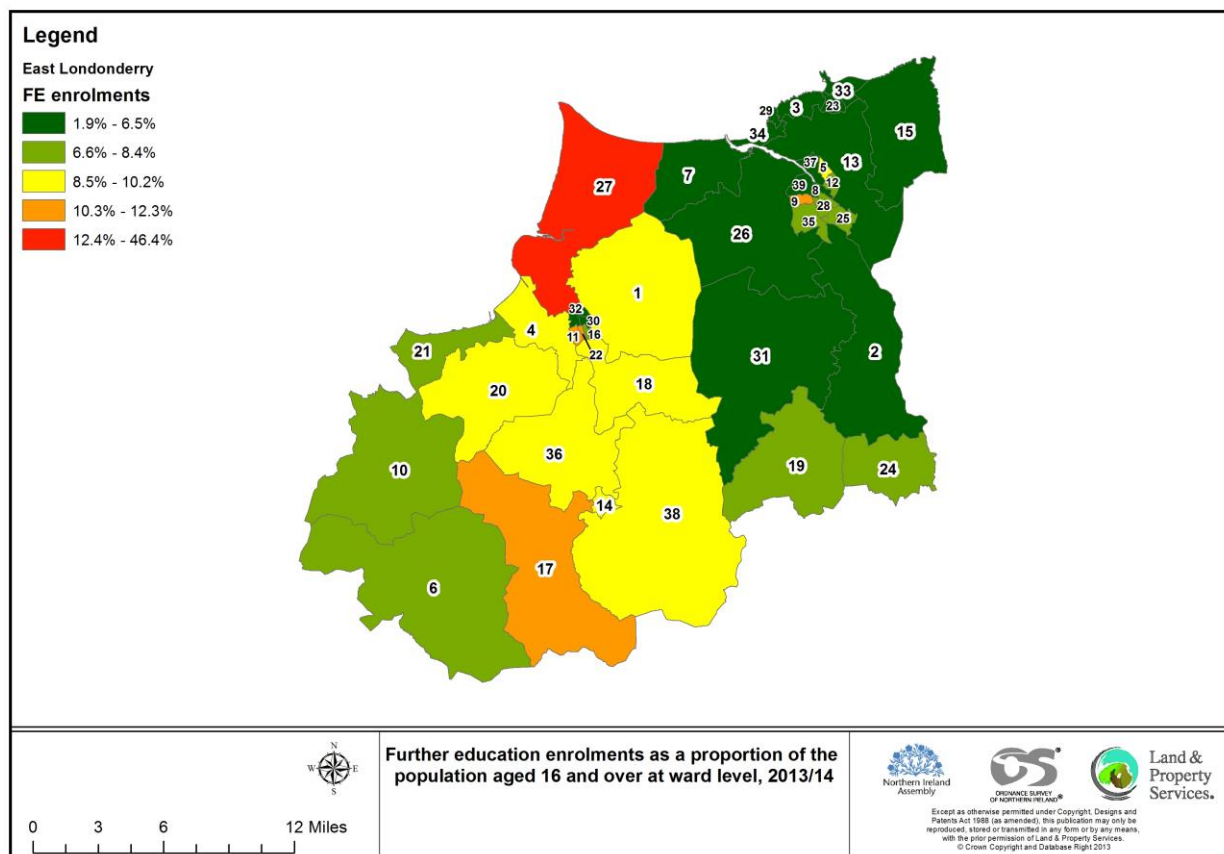 Legend
East Londonderry
FE enrolments
1.9% - 6.5%
6.6% - 8.4%
8.5% - 10.2%
10.3% - 12.3%
12.4% - 46.4%
33
29
3
23
15
34
37
5
13
7
12
27
39
8
9
28
25
35
26
1
32
30
4
11
16
22
21
31
2
18
20
36
10
19
24
14
38
17
6
N
W
E
S
0 3 6 12 Miles
Further education enrolments as a proportion of the
population aged 16 and over at ward level, 2013/14
Northern Ireland
Assembly
OS®
ORDNANCE SURVEY
OF NORTHERN IRELAND®
Land &
Property
Services.
Except as otherwise permitted under Copyright, Designs and
Patents Act 1988 (as amended), this publication may only be
reproduced, stored or transmitted in any form or by any means,
with the prior permission of Land & Property Services.
© Crown Copyright and Database Right 2013